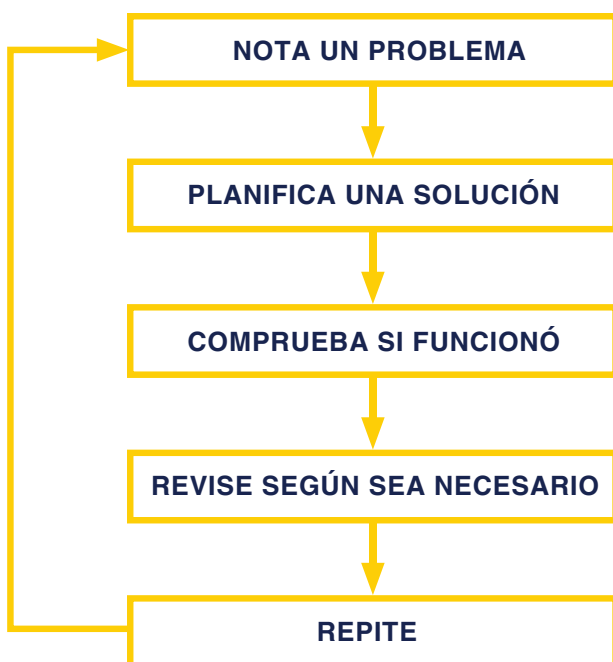 NOTA UN PROBLEMA
PLANIFICA UNA SOLUCIÓN
COMPRUEBA SI FUNCIONÓ
REVISE SEGÚN SEA NECESARIO
REPITE